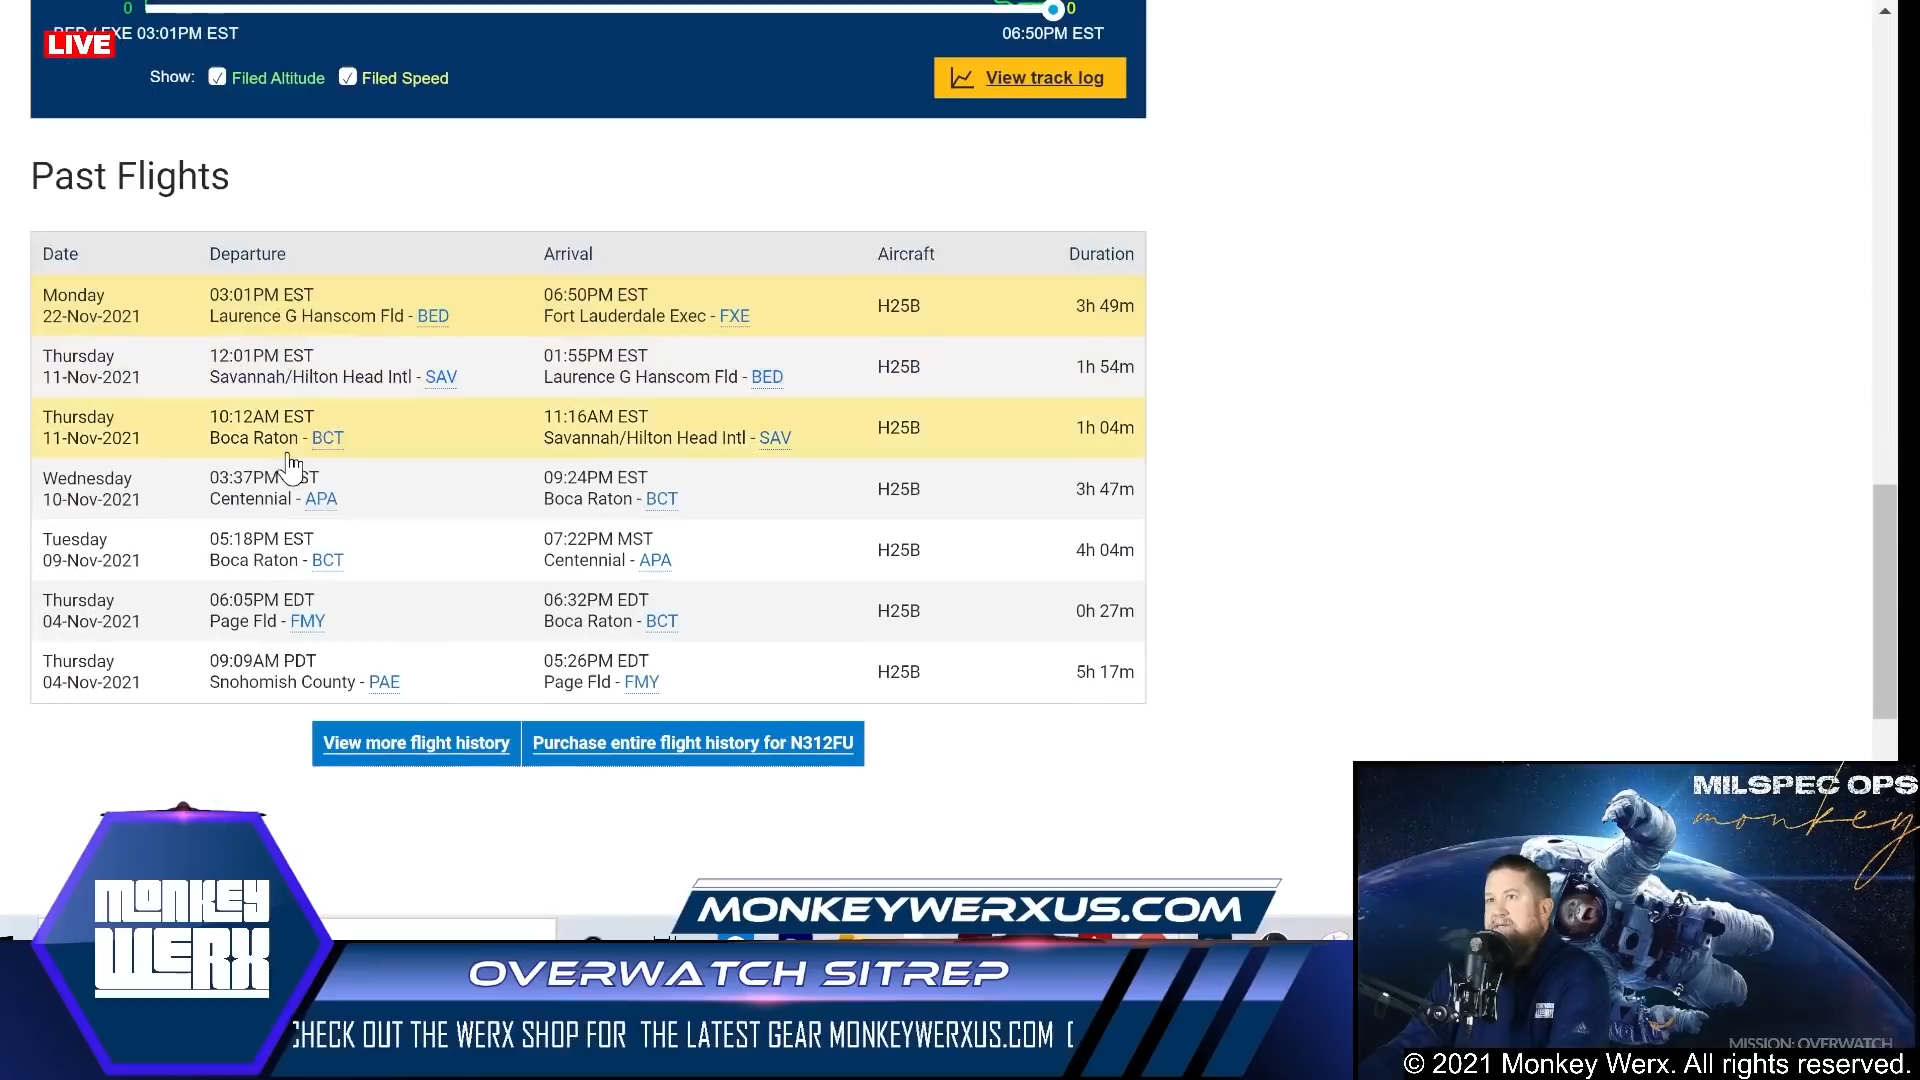 0
0
BED / FXE 03:01PM EST
06:50PM EST
LIVE
Show: Filed Altitude Filed Speed
View track log
Past Flights
Date Departure Arrival Aircraft Duration
Monday 03:01PM EST 06:50PM EST
22-Nov-2021 Laurence G Hanscom Fld - BED Fort Lauderdale Exec - FXE H25B 3h 49m
Thursday 12:01PM EST 01:55PM EST
11-Nov-2021 Savannah/Hilton Head Intl - SAV Laurence G Hanscom Fld - BED H25B 1h 54m
Thursday 10:12AM EST 11:16AM EST
11-Nov-2021 Boca Raton - BCT Savannah/Hilton Head Intl - SAV H25B 1h 04m
Wednesday 03:37PM ST 09:24PM EST
10-Nov-2021 Centennial - APA Boca Raton - BCT H25B 3h 47m
Tuesday 05:18PM EST 07:22PM MST
09-Nov-2021 Boca Raton - BCT Centennial - APA H25B 4h 04m
Thursday 06:05PM EDT 06:32PM EDT
04-Nov-2021 Page Fld - FMY Boca Raton - BCT H25B 0h 27m
Thursday 09:09AM PDT 05:26PM EDT
04-Nov-2021 Snohomish County - PAE Page Fld - FMY H25B 5h 17m
View more flight history
Purchase entire flight history for N312FU
MILSPEC OPS
monkey
MONKEY
WERX
MONKEYWERXUS.COM
OVERWATCH SITREP
CHECK OUT THE WERX SHOP FOR THE LATEST GEAR MONKEYWERXUS.COM
MISSION: OVERWATCH
© 2021 Monkey Werx. All rights reserved.